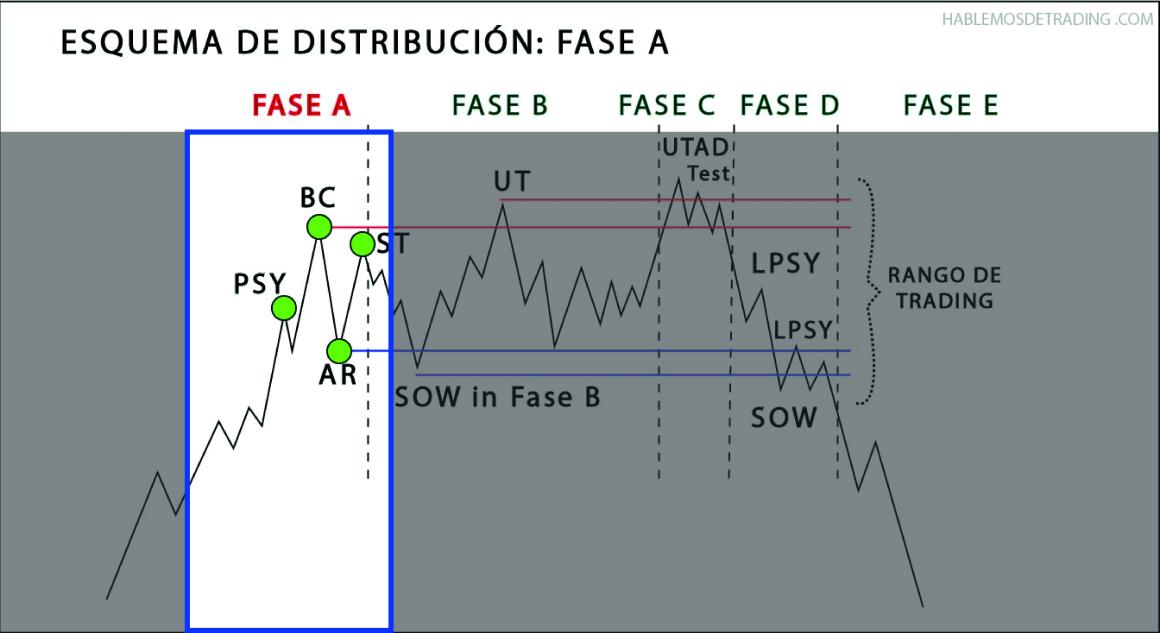 HABLEMOSDETRADING .COM
ESQUEMA DE DISTRIBUCIÓN: FASE A
FASE A FASE B FASE C FASE D FASE E
UTAD
Test
UT
BC
ST
PSY
LPSY
RANGO DE
TRADING
LPSY
AR
SOW in Fase B
SOW